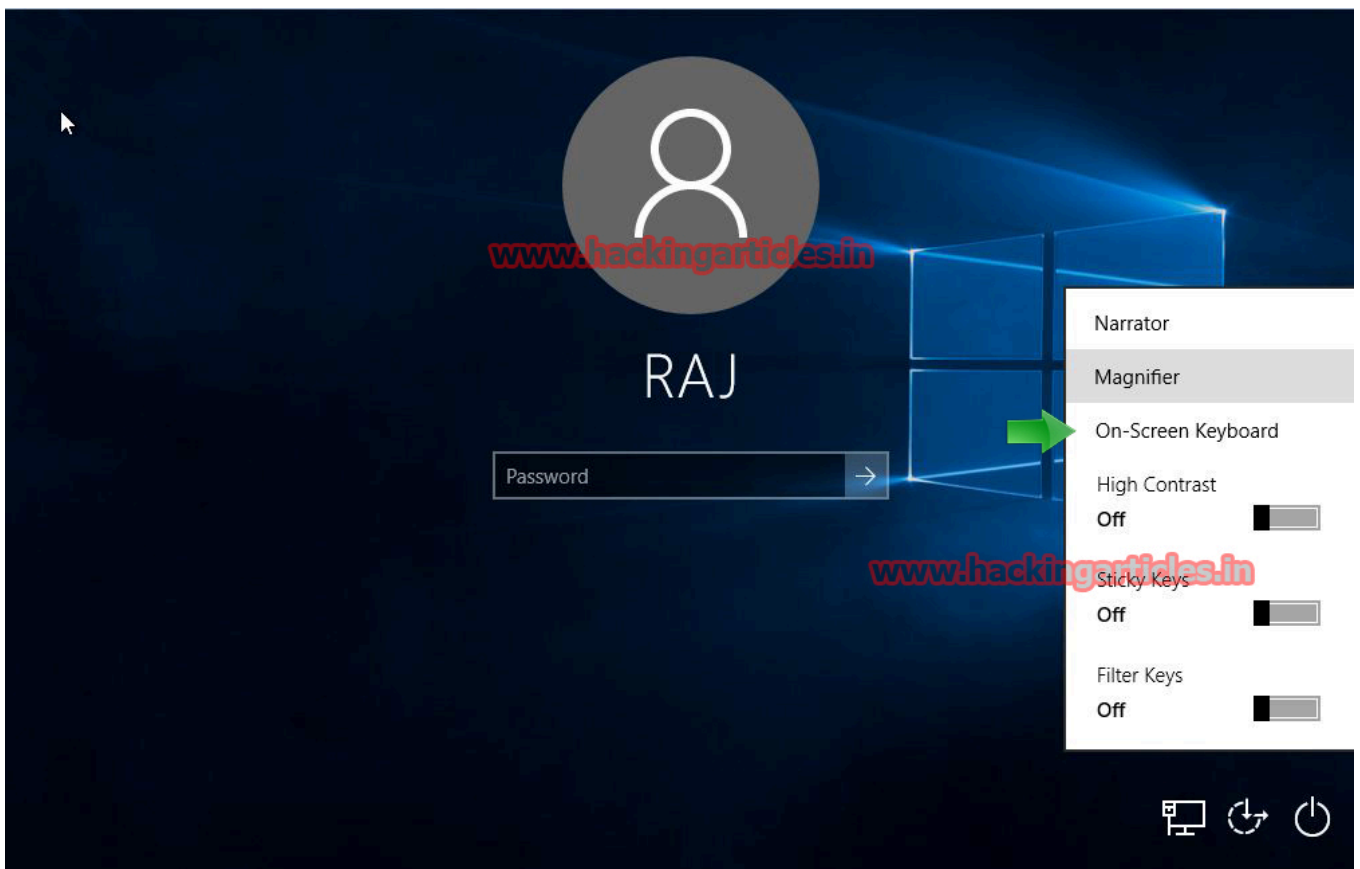 www.hackingarticles.in
RAJ
Password
Narrator
Magnifier
On-Screen Keyboard
High Contrast
Off
www.hackingarticles.in
Sticky Keys
Off
Filter Keys
Off